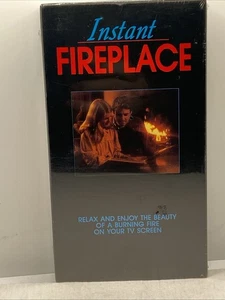 Instant
FIREPLACE
RELAX AND ENJOY THE BEAUTY
OF A BURNING FIRE
ON YOUR TV SCREEN